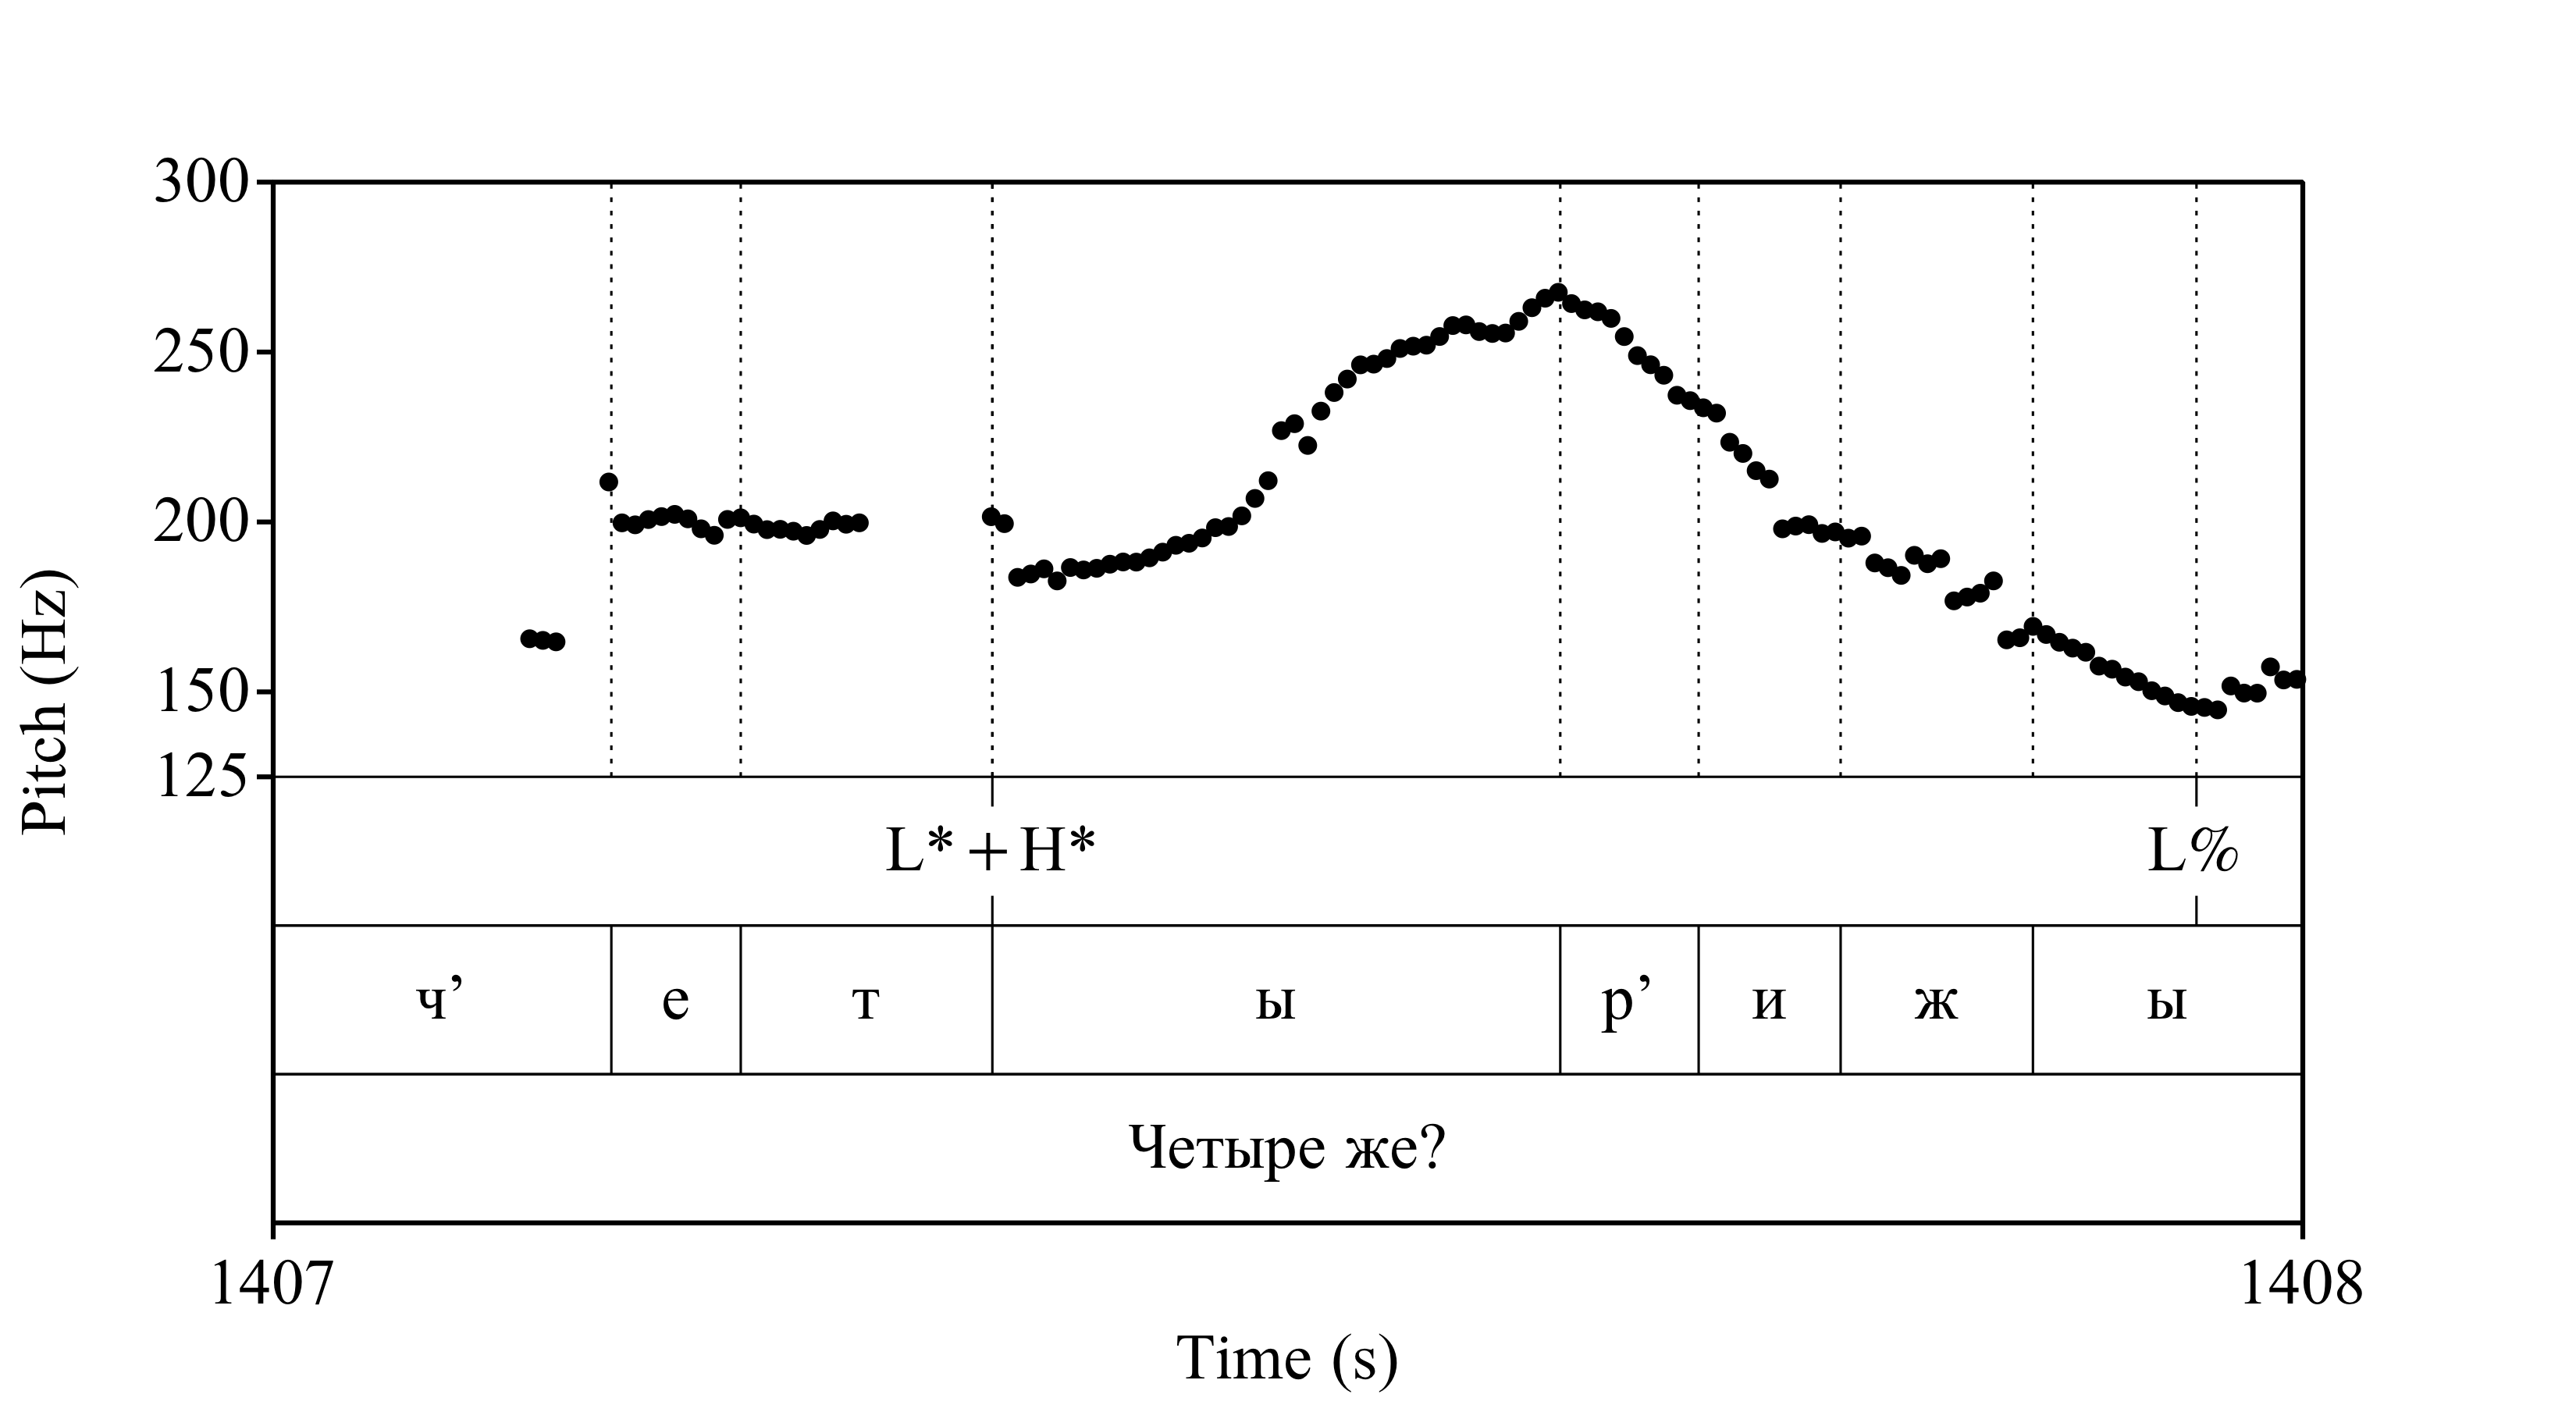 300
250
200
150
125
Pitch (Hz)
L*+H* L%
ч’ е т ы р’ и ж ы
Четыре же?
1407 1408
Time (s)